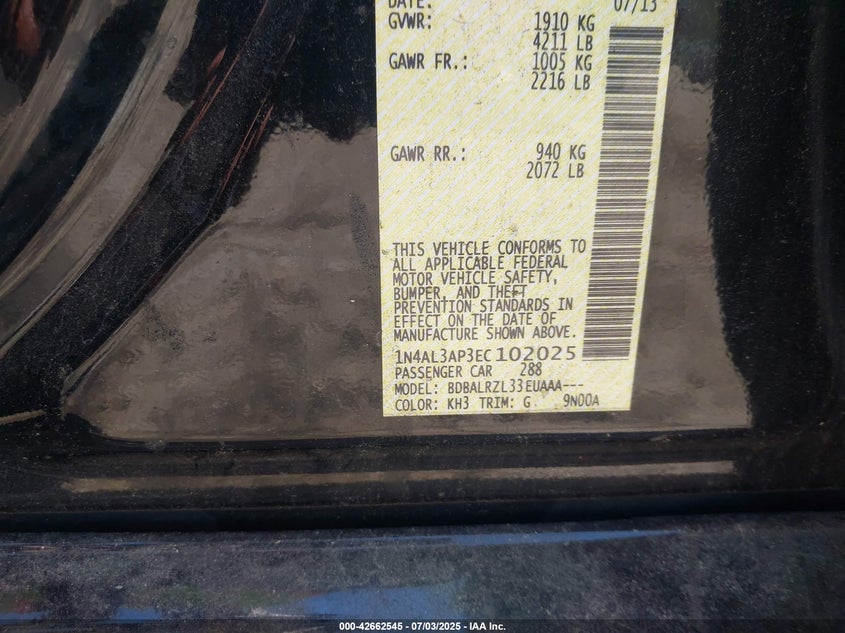 DATE: 07/13
GVWR: 1910 KG
4211 LB
GAWR FR.: 1005 KG
2216 LB
GAWR RR.: 940 KG
2072 LB
THIS VEHICLE CONFORMS TO
ALL APPLICABLE FEDERAL
MOTOR VEHICLE SAFETY,
BUMPER, AND THEFT
PREVENTION STANDARDS IN
EFFECT ON THE DATE OF
MANUFACTURE SHOWN ABOVE.
1N4AL3AP3EC102025
PASSENGER CAR 288
MODEL: BDBALRZL33EUAAA---
COLOR: KH3 TRIM: G 9N00A
000-42662545 - 07/03/2025 - IAA Inc.